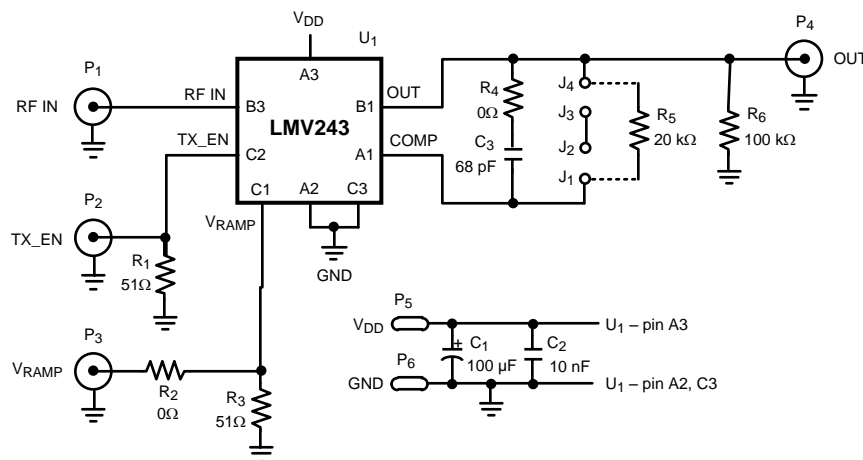 VDD
U1
P4
A3
OUT
P1
RF IN
RF IN
B3
LMV243
B1
OUT
TX_EN
C2
COMP
A1
C1
A2
C3
VRAMP
GND
R4
0Ω
C3
68 pF
J4
J3
J2
J1
R5
20 kΩ
R6
100 kΩ
P2
TX_EN
R1
51Ω
P3
VRAMP
R2
0Ω
R3
51Ω
P5
VDD
U1 – pin A3
+
C1
100 µF
C2
10 nF
P6
GND
U1 – pin A2, C3